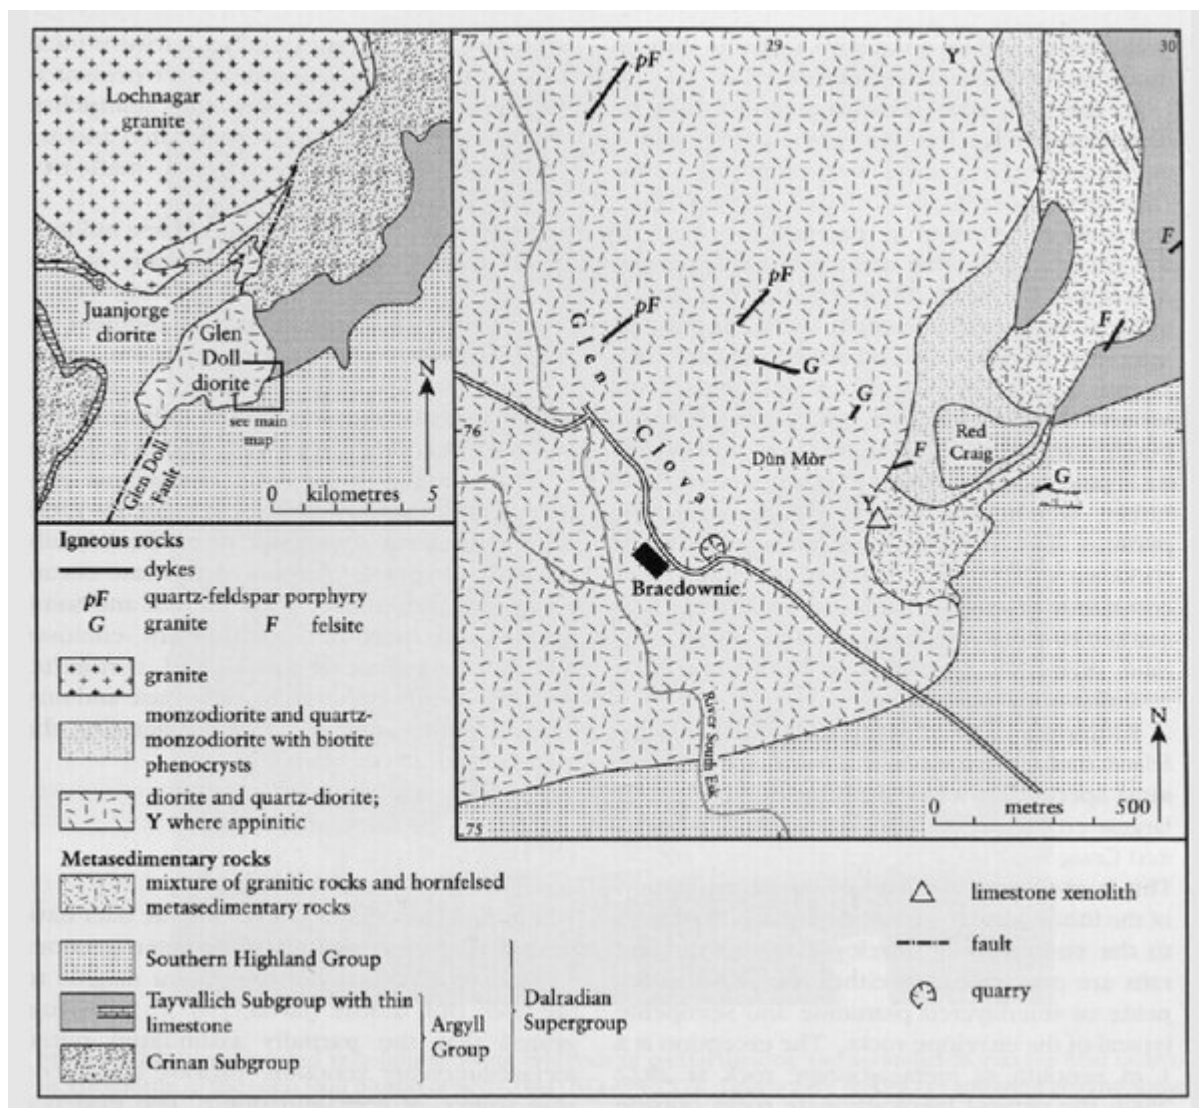 Lochnagar
granite
Juanjorge
diorite
Glen
Doll
diorite
see main
map
Glen Doll
Fault
N
0 kilometres 5
77
29
30
pF
Y
F
pF
pF
F
Glen Clova
G
G
76
Dùn Mòr
Red
Craig
F
G
Y
Braedownie
River South Esk
N
0 metres 500
75
Igneous rocks
dykes
pF quartz-feldspar porphyry
G granite F felsite
granite
monzodiorite and quartz-
monzodiorite with biotite
phenocrysts
diorite and quartz-diorite;
Y where appinitic
Metasedimentary rocks
mixture of granitic rocks and hornfelsed
metasedimentary rocks
Southern Highland Group
Tayvallich Subgroup with thin
limestone
Crinan Subgroup
Argyll
Group
Dalradian
Supergroup
limestone xenolith
fault
quarry